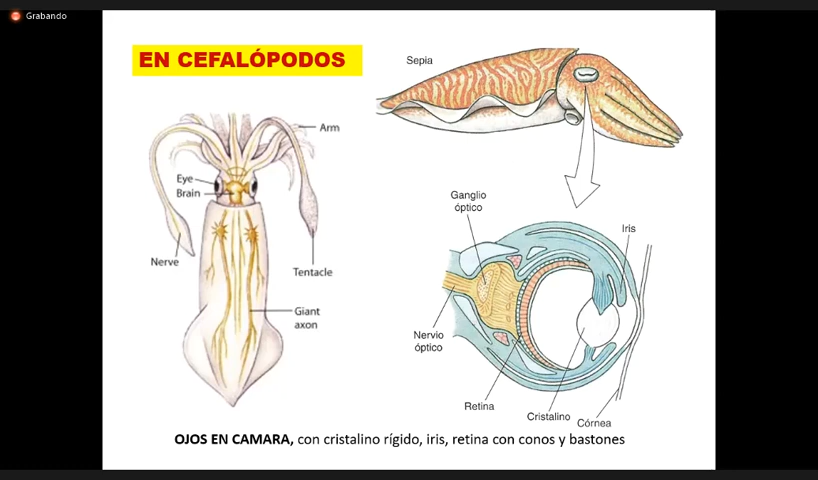 Grabando
EN CEFALÓPODOS
Sepia
Arm
Eye
Brain
Nerve
Tentacle
Giant
axon
Ganglio
óptico
Iris
Nervio
óptico
Retina
Cristalino
Córnea
OJOS EN CAMARA, con cristalino rígido, iris, retina con conos y bastones